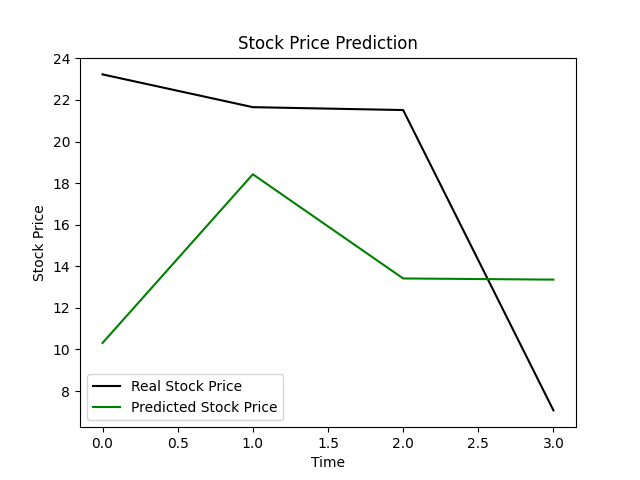 Stock Price Prediction
24
22
20
18
16
14
12
10
8
Stock Price
Real Stock Price
Predicted Stock Price
0.0 0.5 1.0 1.5 2.0 2.5 3.0
Time